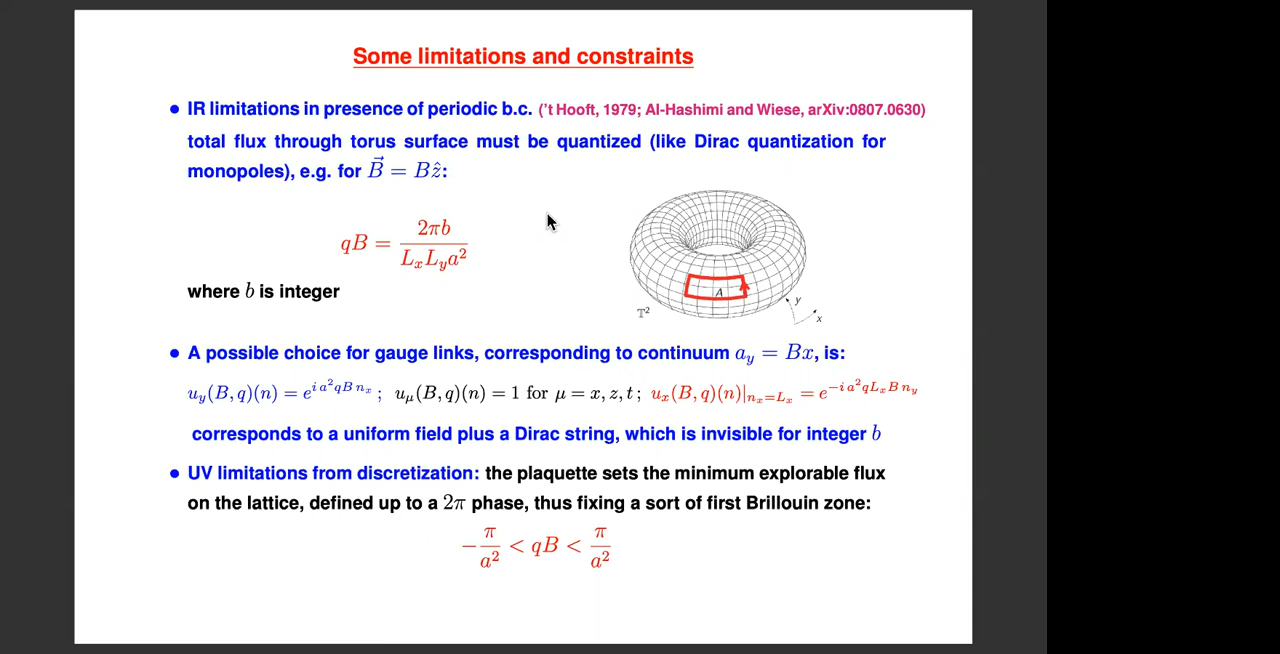 Some limitations and constraints
• IR limitations in presence of periodic b.c. ('t Hooft, 1979; Al-Hashimi and Wiese, arXiv:0807.0630)
total flux through torus surface must be quantized (like Dirac quantization for
monopoles), e.g. for $\vec{B} = B\hat{z}$:
$qB = \frac{2\pi b}{L_x L_y a^2}$
A
y
x
𝕋²
where $b$ is integer
• A possible choice for gauge links, corresponding to continuum $a_y = Bx$, is:
$u_y(B,q)(n) = e^{i a^2 qB n_x}$ ; $u_\mu(B,q)(n) = 1$ for $\mu = x, z, t$ ; $u_x(B,q)(n)|_{n_x=L_x} = e^{-i a^2 q L_x B n_y}$
corresponds to a uniform field plus a Dirac string, which is invisible for integer $b$
• UV limitations from discretization: the plaquette sets the minimum explorable flux
on the lattice, defined up to a $2\pi$ phase, thus fixing a sort of first Brillouin zone:
$-\frac{\pi}{a^2} < qB < \frac{\pi}{a^2}$